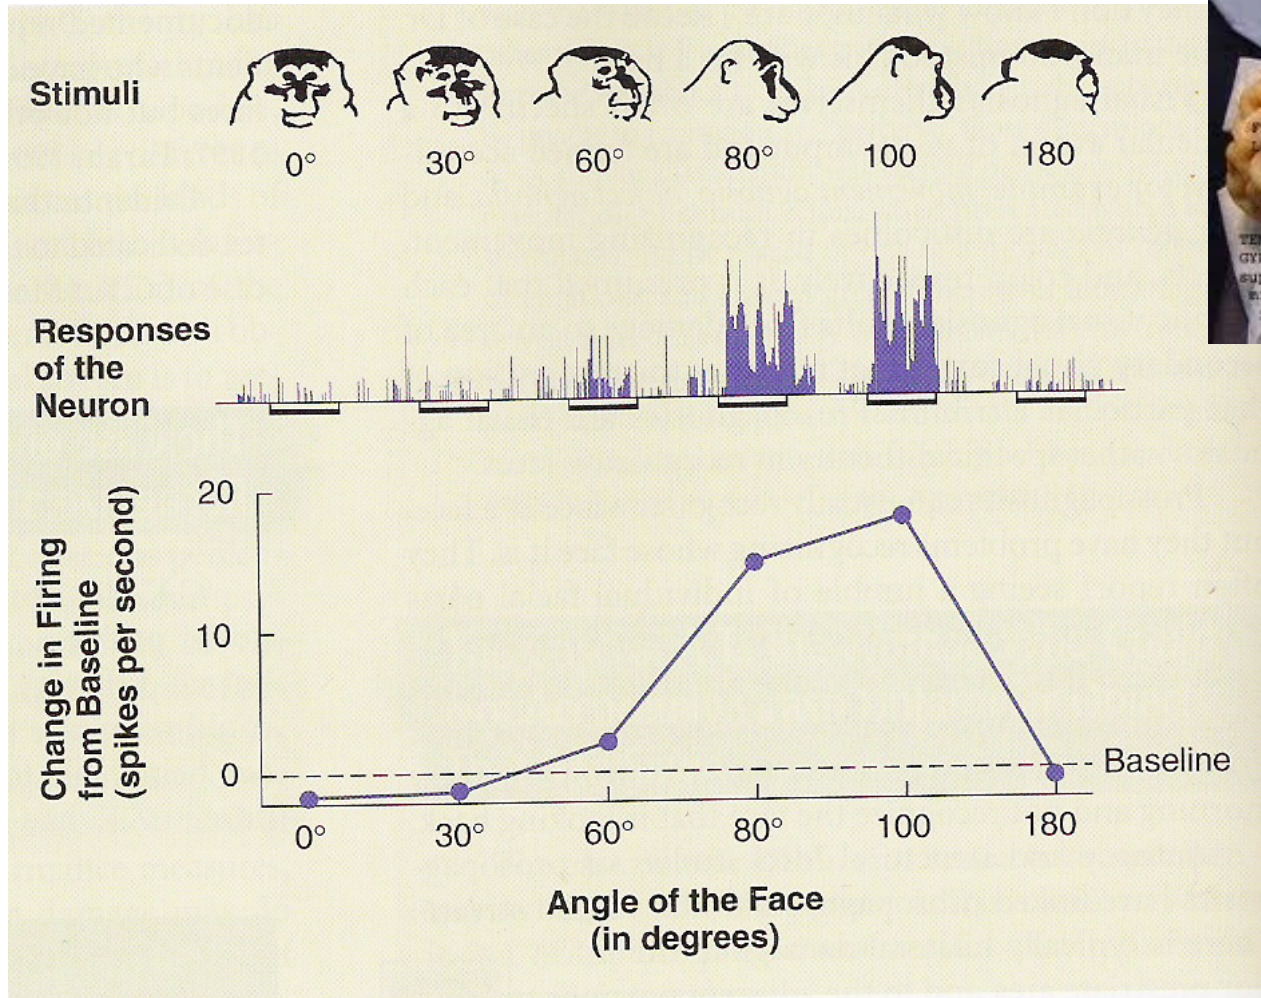 Stimuli
0° 30° 60° 80° 100 180
Responses
of the
Neuron
Change in Firing
from Baseline
(spikes per second)
20
10
0
Baseline
0° 30° 60° 80° 100 180
Angle of the Face
(in degrees)